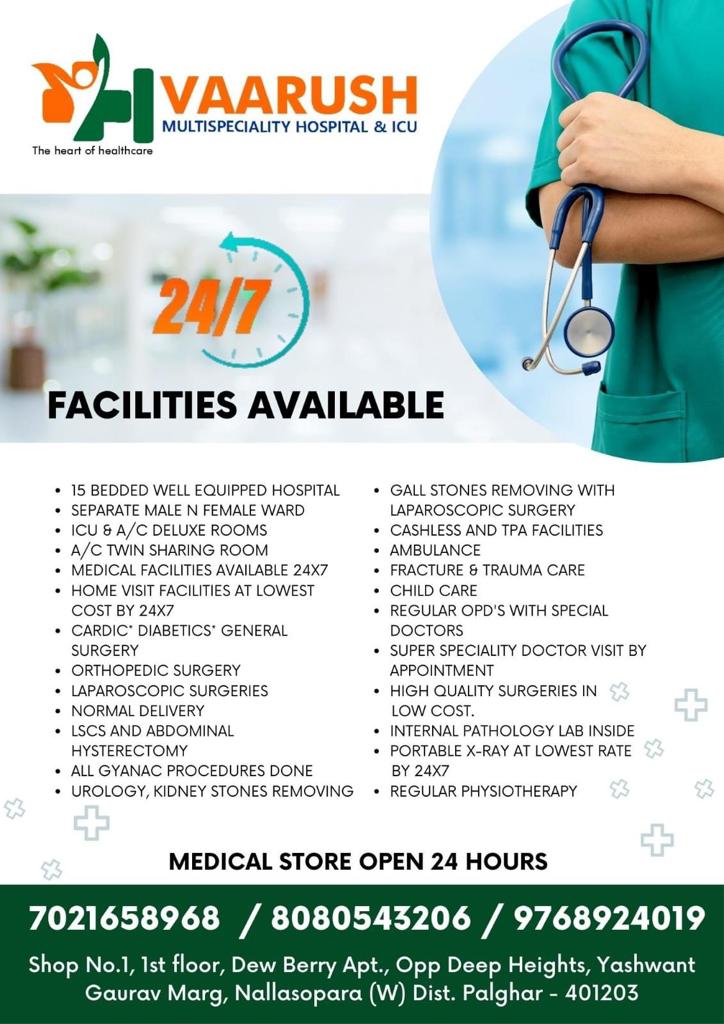 VAARUSH
MULTISPECIALITY HOSPITAL & ICU
The heart of healthcare
24/7
FACILITIES AVAILABLE
• 15 BEDDED WELL EQUIPPED HOSPITAL
• SEPARATE MALE N FEMALE WARD
• ICU & A/C DELUXE ROOMS
• A/C TWIN SHARING ROOM
• MEDICAL FACILITIES AVAILABLE 24X7
• HOME VISIT FACILITIES AT LOWEST
COST BY 24X7
• CARDIC* DIABETICS* GENERAL
SURGERY
• ORTHOPEDIC SURGERY
• LAPAROSCOPIC SURGERIES
• NORMAL DELIVERY
• LSCS AND ABDOMINAL
HYSTERECTOMY
• ALL GYANAC PROCEDURES DONE
• UROLOGY, KIDNEY STONES REMOVING
• GALL STONES REMOVING WITH
LAPAROSCOPIC SURGERY
• CASHLESS AND TPA FACILITIES
• AMBULANCE
• FRACTURE & TRAUMA CARE
• CHILD CARE
• REGULAR OPD'S WITH SPECIAL
DOCTORS
• SUPER SPECIALITY DOCTOR VISIT BY
APPOINTMENT
• HIGH QUALITY SURGERIES IN
LOW COST.
• INTERNAL PATHOLOGY LAB INSIDE
• PORTABLE X-RAY AT LOWEST RATE
BY 24X7
• REGULAR PHYSIOTHERAPY
MEDICAL STORE OPEN 24 HOURS
7021658968 / 8080543206 / 9768924019
Shop No.1, 1st floor, Dew Berry Apt., Opp Deep Heights, Yashwant
Gaurav Marg, Nallasopara (W) Dist. Palghar - 401203